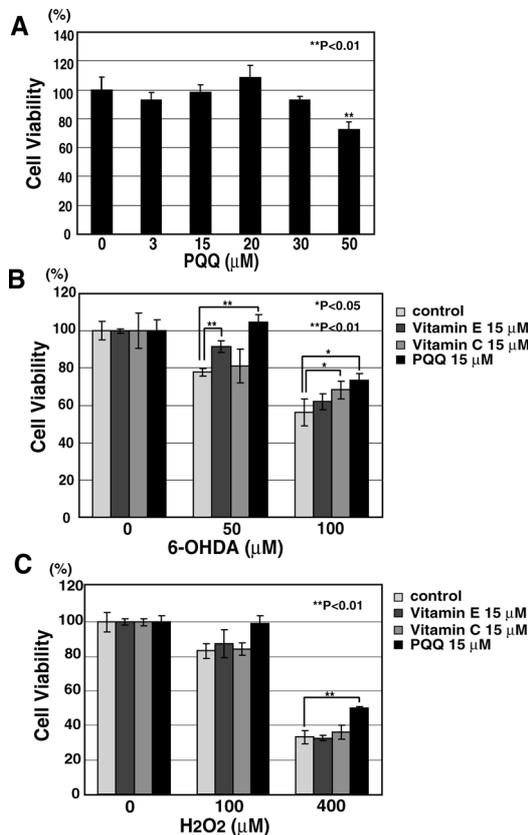 A
(%)
140
**P<0.01
120
100
80
**
60
40
20
0
Cell Viability
0 3 15 20 30 50
PQQ (μM)
B
(%)
120
*P<0.05
**P<0.01
100
80
60
40
20
0
**
**
*
*
Cell Viability
control
Vitamin E 15 μM
Vitamin C 15 μM
PQQ 15 μM
0 50 100
6-OHDA (μM)
C
(%)
120
**P<0.01
100
80
60
40
20
0
**
Cell Viability
control
Vitamin E 15 μM
Vitamin C 15 μM
PQQ 15 μM
0 100 400
H2O2 (μM)